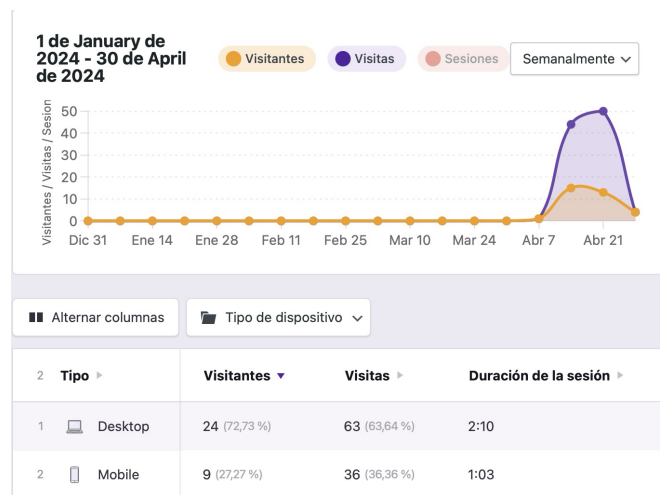 1 de January de
2024 - 30 de April
de 2024
Visitantes
Visitas
Sesiones
Semanalmente
Visitantes / Visitas / Sesion
50
40
30
20
10
0
Dic 31 Ene 14 Ene 28 Feb 11 Feb 25 Mar 10 Mar 24 Abr 7 Abr 21
Alternar columnas
Tipo de dispositivo
2 Tipo Visitantes Visitas Duración de la sesión
1 Desktop 24 (72,73 %) 63 (63,64 %) 2:10
2 Mobile 9 (27,27 %) 36 (36,36 %) 1:03